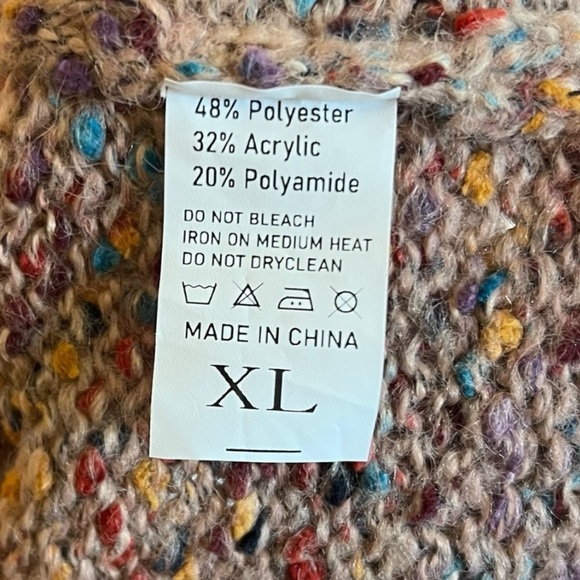 48% Polyester
32% Acrylic
20% Polyamide
DO NOT BLEACH
IRON ON MEDIUM HEAT
DO NOT DRYCLEAN
MADE IN CHINA
XL